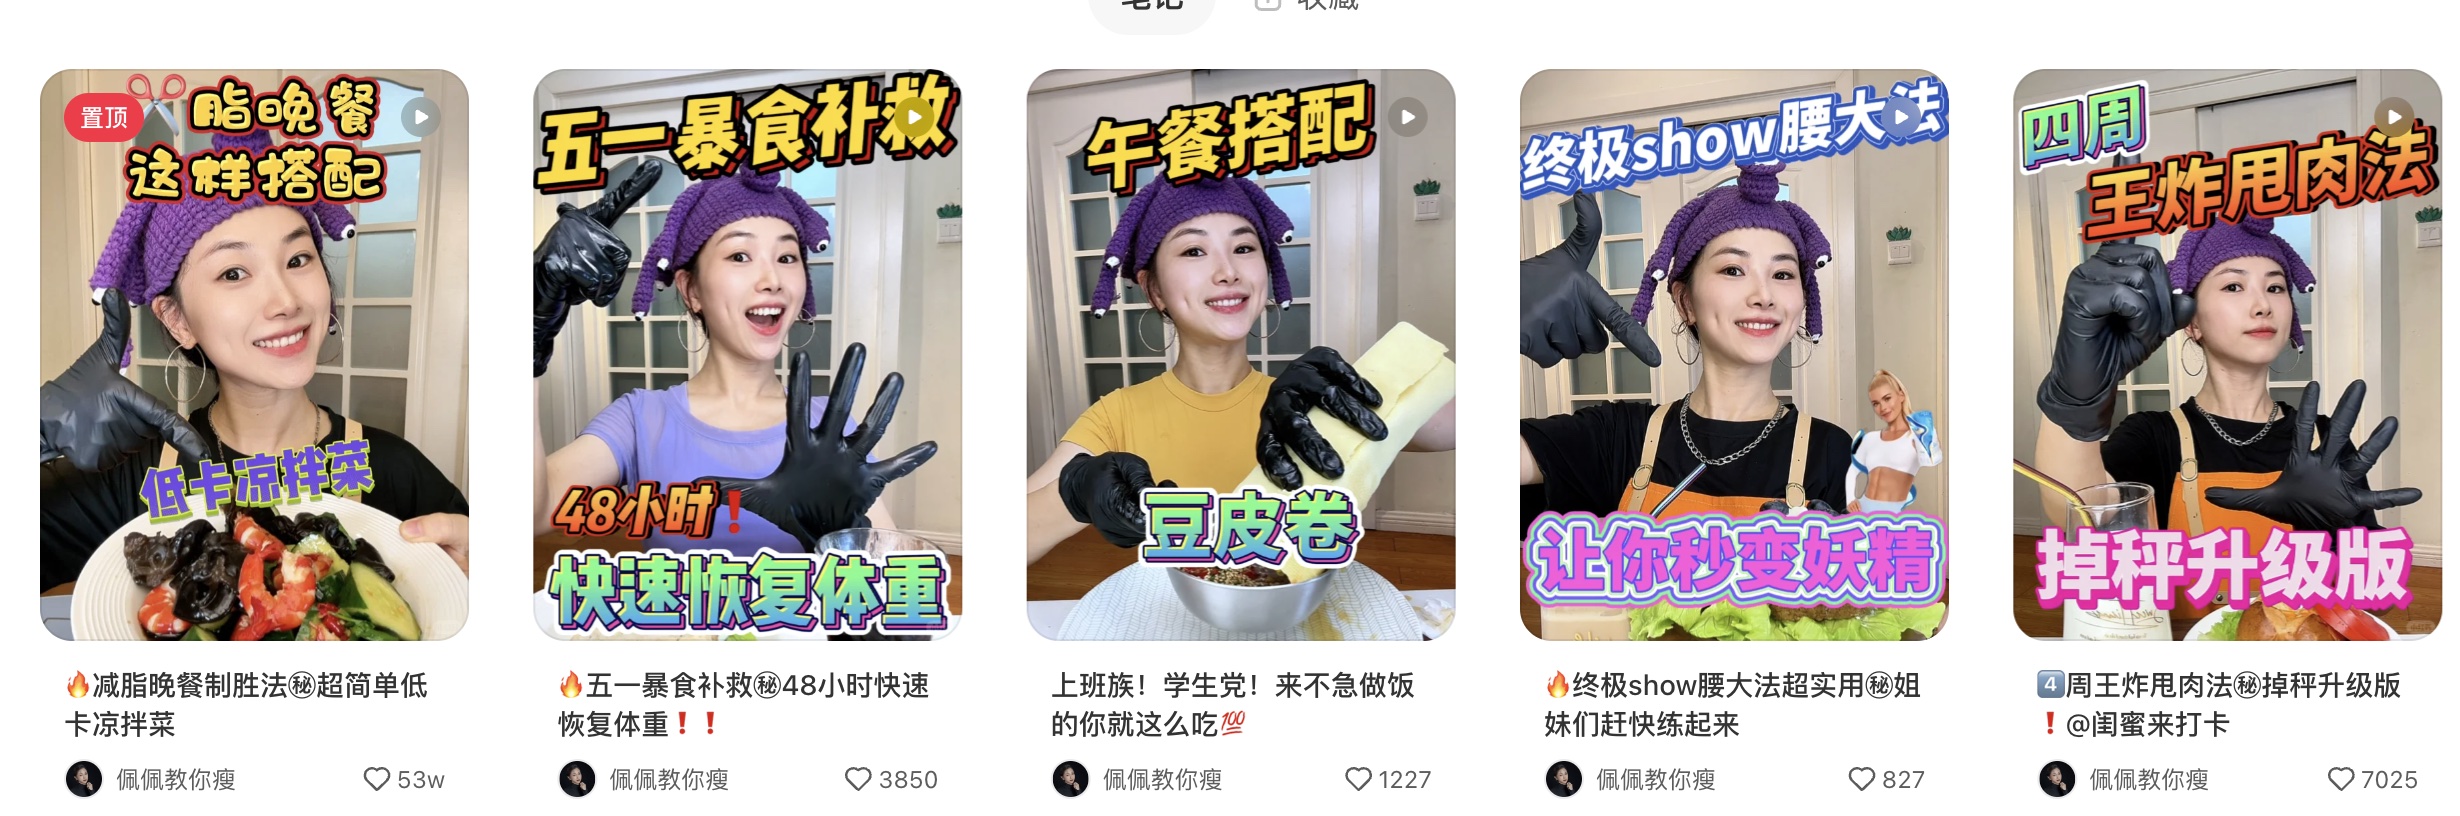 笔记
收藏
置顶
✂️脂晚餐
这样搭配
低卡凉拌菜
🔥减脂晚餐制胜法㊙超简单低
卡凉拌菜
佩佩教你瘦
53w
五一暴食补救
48小时❗
快速恢复体重
🔥五一暴食补救㊙48小时快速
恢复体重❗❗
佩佩教你瘦
3850
午餐搭配
豆皮卷
上班族！学生党！来不急做饭
的你就这么吃💯
佩佩教你瘦
1227
终极show腰大法
让你秒变妖精
🔥终极show腰大法超实用㊙姐
妹们赶快练起来
佩佩教你瘦
827
四周
王炸甩肉法
掉秤升级版
4️⃣周王炸甩肉法㊙掉秤升级版
❗@闺蜜来打卡
佩佩教你瘦
7025